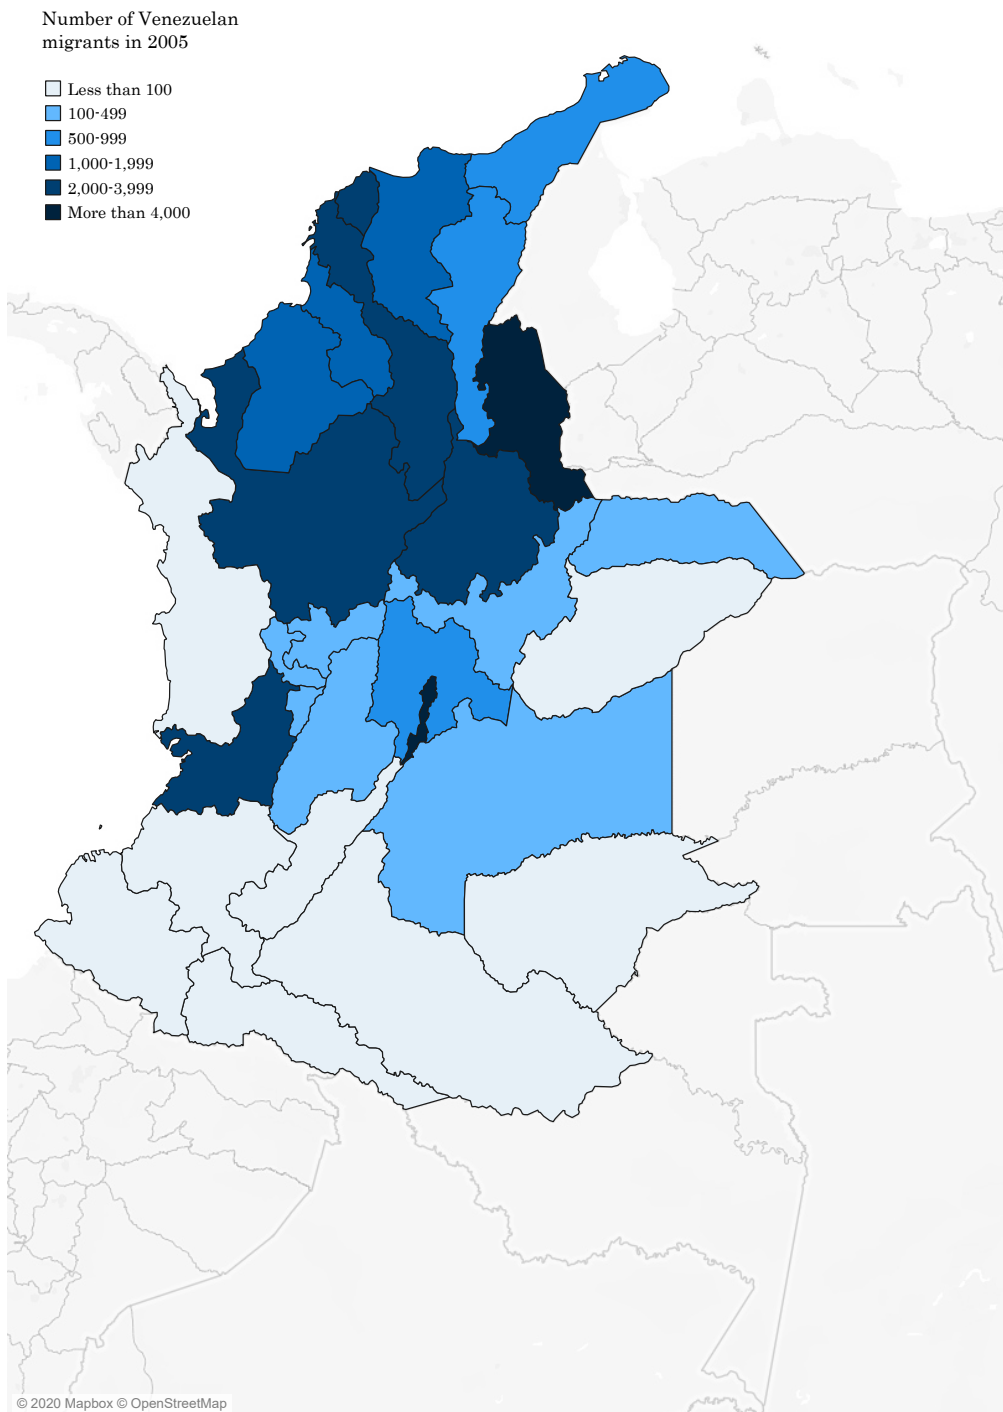 Number of Venezuelan
migrants in 2005
Less than 100
100-499
500-999
1,000-1,999
2,000-3,999
More than 4,000
© 2020 Mapbox © OpenStreetMap